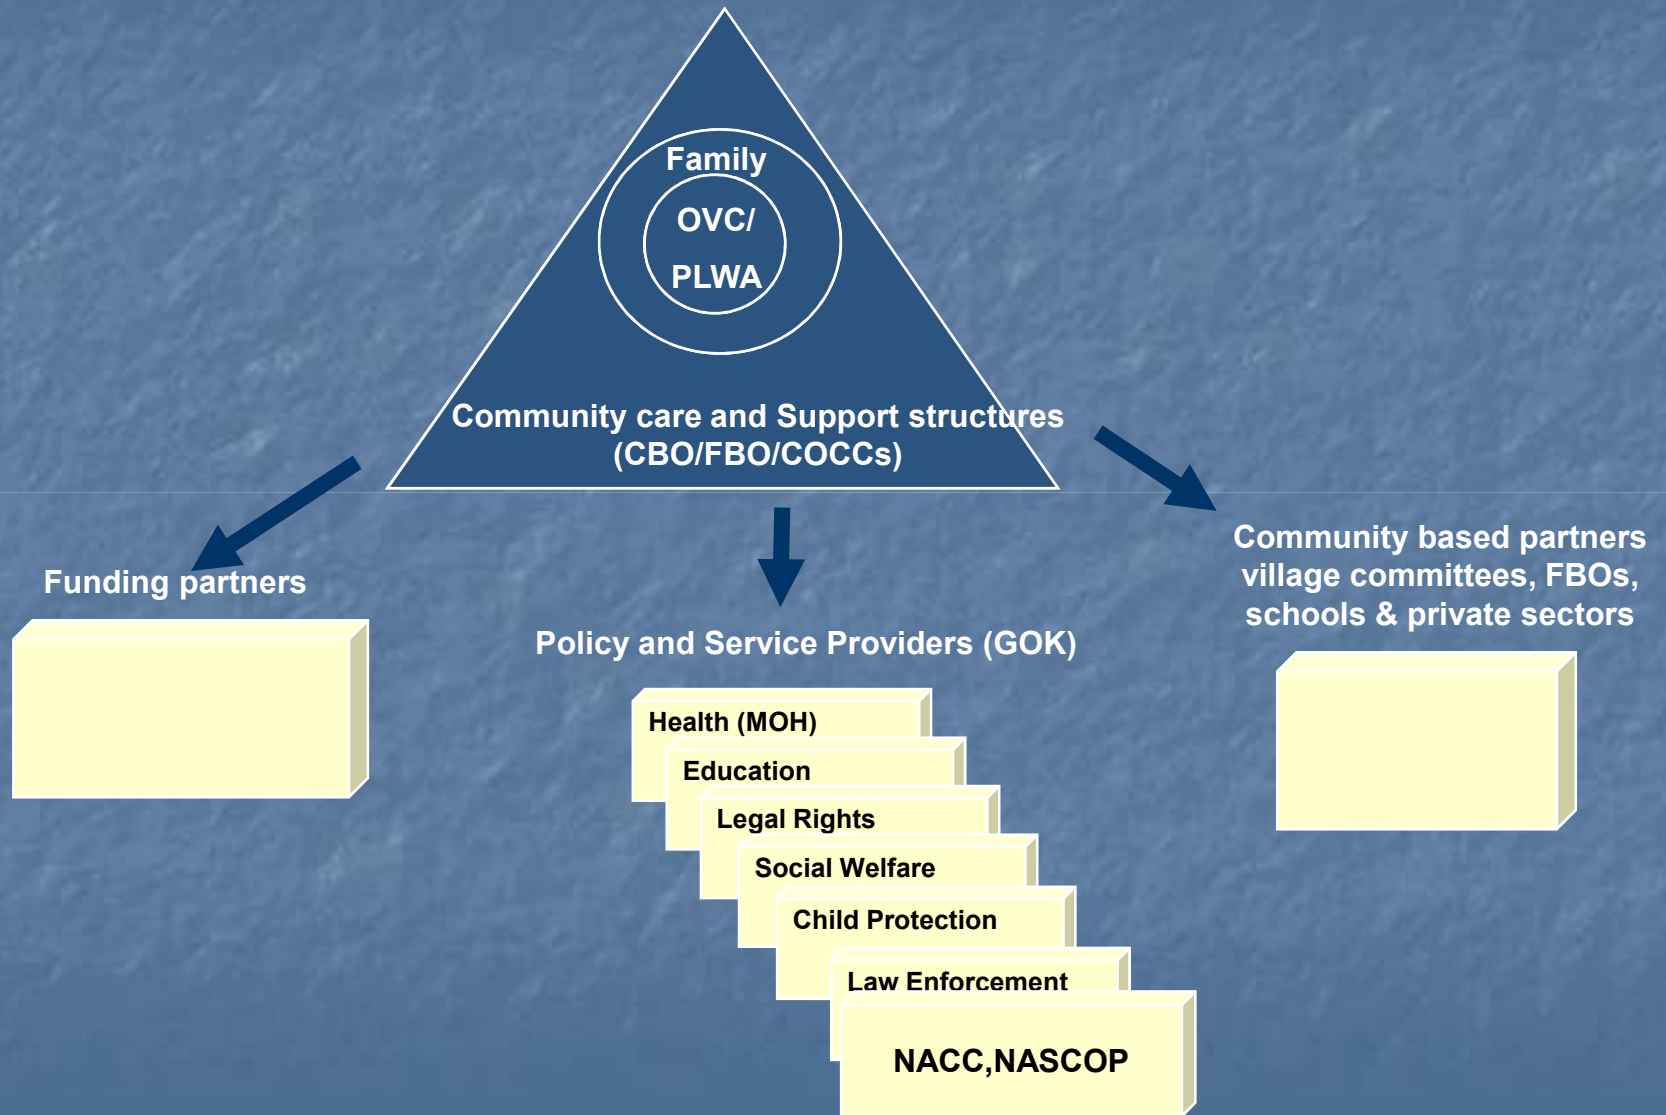 Family
OVC/
PLWA
Community care and Support structures
(CBO/FBO/COCCs)
Funding partners
Policy and Service Providers (GOK)
Community based partners
village committees, FBOs,
schools & private sectors
Health (MOH)
Education
Legal Rights
Social Welfare
Child Protection
Law Enforcement
NACC,NASCOP